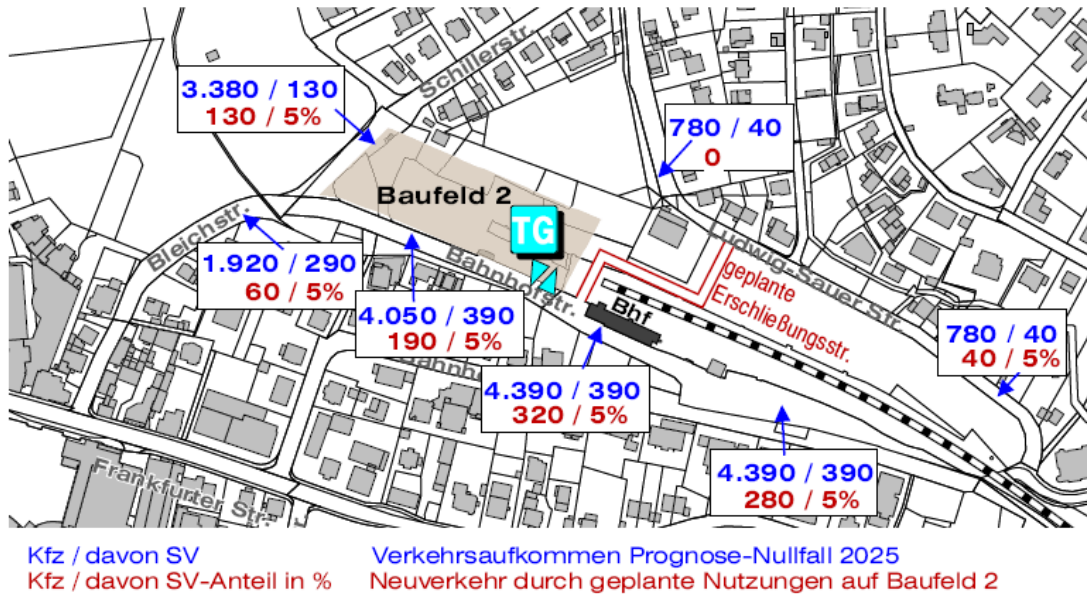 Schillerstr.
3.380 / 130
130 / 5%
780 / 40
0
Baufeld 2
TG
Bleichstr.
1.920 / 290
60 / 5%
Bahnhofstr.
Ludwig-Sauer Str.
geplante
Erschließungsstr.
4.050 / 390
190 / 5%
Bhf
780 / 40
40 / 5%
4.390 / 390
320 / 5%
4.390 / 390
280 / 5%
Frankfurter Str.
Kfz / davon SV
Verkehrsaufkommen Prognose-Nullfall 2025
Kfz / davon SV-Anteil in %
Neuverkehr durch geplante Nutzungen auf Baufeld 2